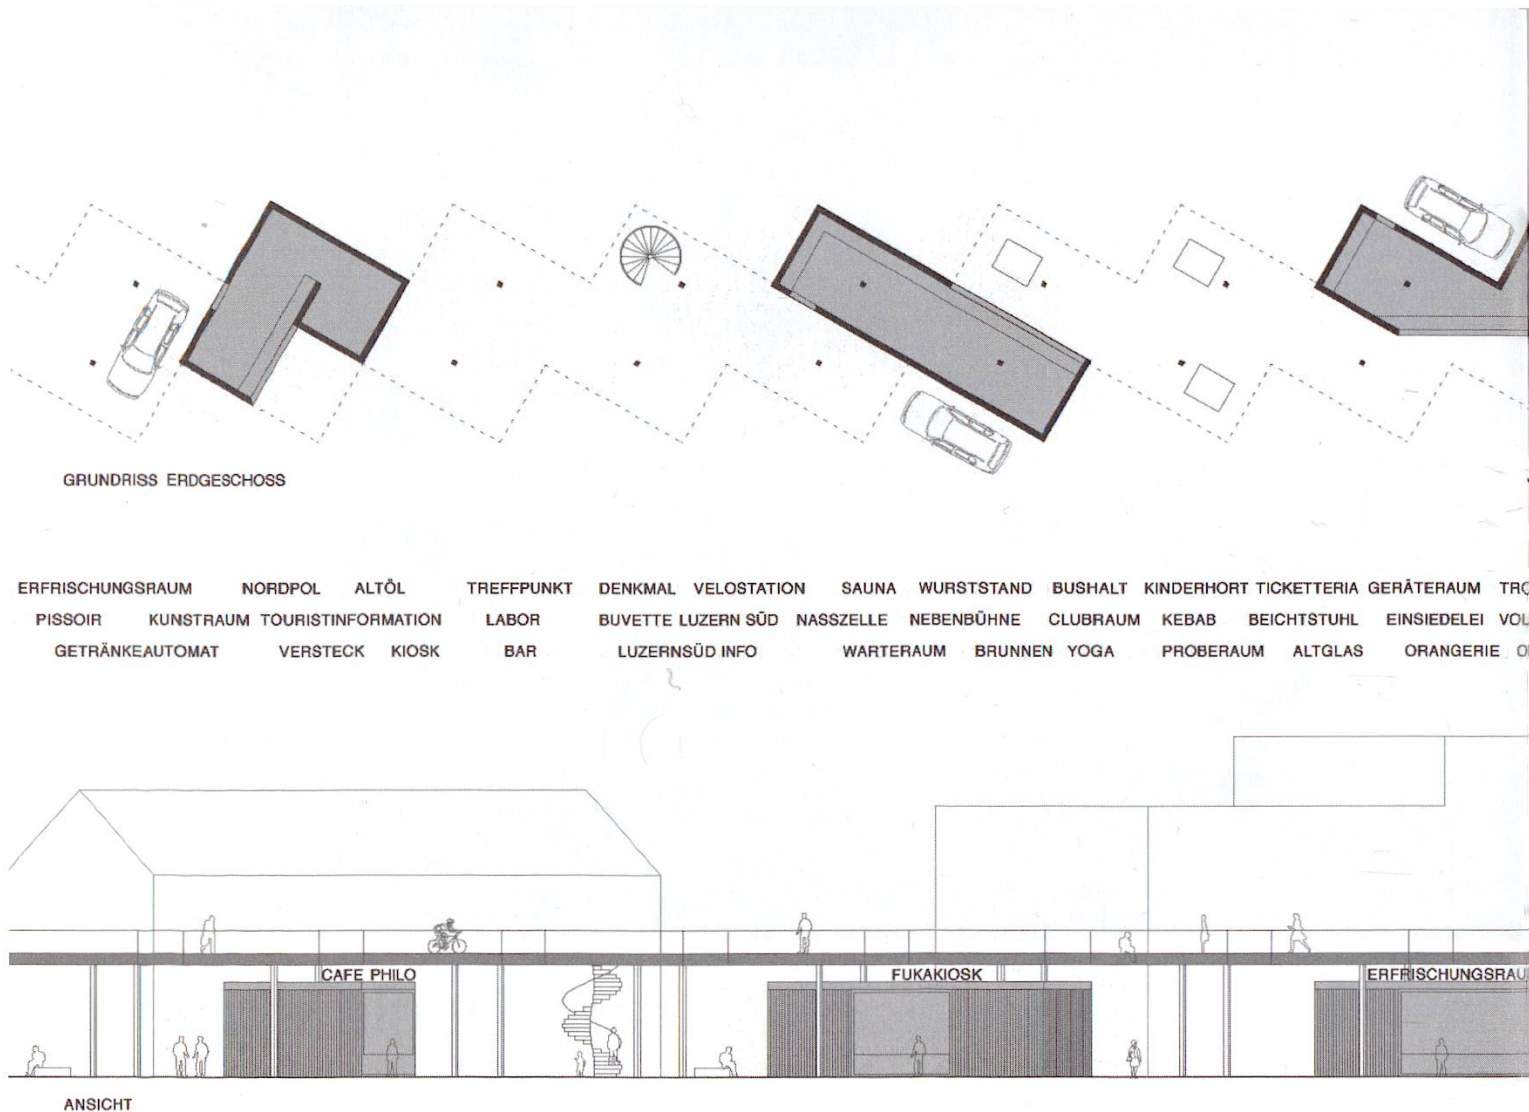 GRUNDRISS ERDGESCHOSS
ERFRISCHUNGSRAUM NORDPOL ALTÖL TREFFPUNKT DENKMAL VELOSTATION SAUNA WURSTSTAND BUSHALT KINDERHORT TICKETTERIA GERÄTERAUM
PISSOIR KUNSTRAUM TOURISTINFORMATION LABOR BUVETTE LUZERN SÜD NASSZELLE NEBENBÜHNE CLUBRAUM KEBAB BEICHTSTUHL EINSIEDELEI
GETRÄNKEAUTOMAT VERSTECK KIOSK BAR LUZERNSÜD INFO WARTERAUM BRUNNEN YOGA PROBERAUM ALTGLAS ORANGERIE
CAFE PHILO FUKAKIOSK ERFRISCHUNGSRAU
ANSICHT